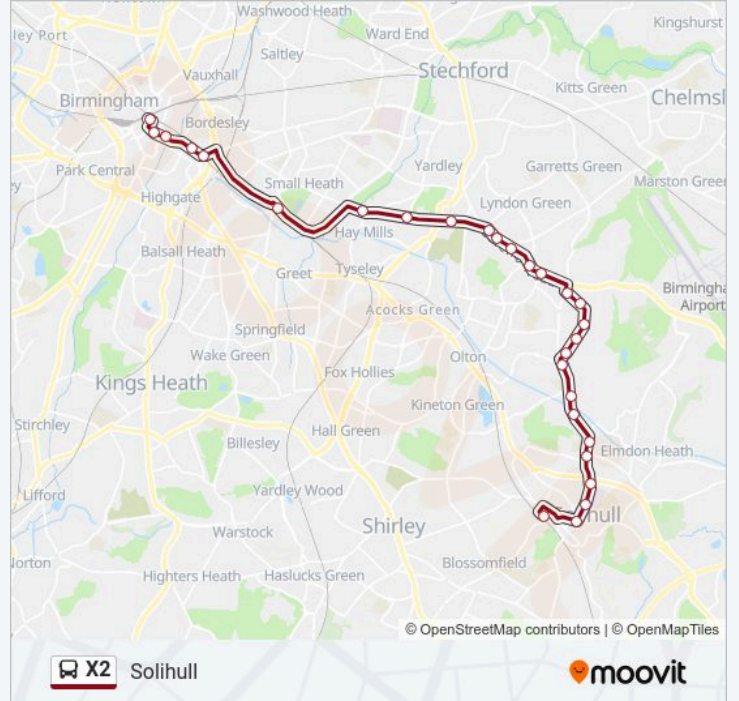 Washwood Heath
Kingshurst
ley Port
Ward End
Saltley
Stechford
Vauxhall
Kitts Green
Birmingham
Chelmsl
Bordesley
Park Central
Yardley
Garretts Green
Small Heath
Marston Green
Highgate
Lyndon Green
Hay Mills
Balsall Heath
Greet
Tyseley
Birmingha
Airport
Acocks Green
Springfield
Wake Green
Olton
Fox Hollies
Kings Heath
Kineton Green
Stirchley
Hall Green
Billesley
Elmdon Heath
Yardley Wood
Lifford
hull
Shirley
Warstock
Blossomfield
Norton
Highters Heath
Haslucks Green
© OpenStreetMap contributors | © OpenMapTiles
X2 Solihull
moovit